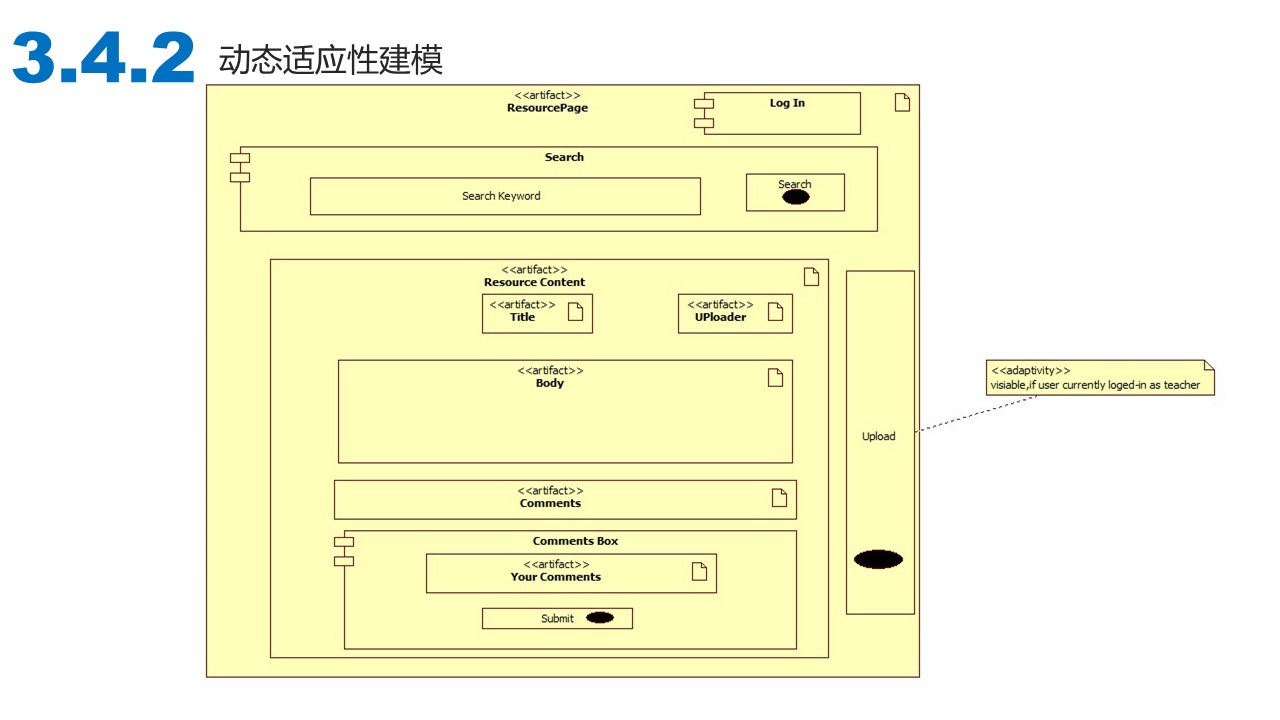 3.4.2 动态适应性建模
<<artifact>>
ResourcePage
Log In
Search
Search Keyword
Search
<<artifact>>
Resource Content
<<artifact>>
Title
<<artifact>>
UPloader
<<artifact>>
Body
<<adaptivity>>
visiable,if user currently loged-in as teacher
Upload
<<artifact>>
Comments
Comments Box
<<artifact>>
Your Comments
Submit